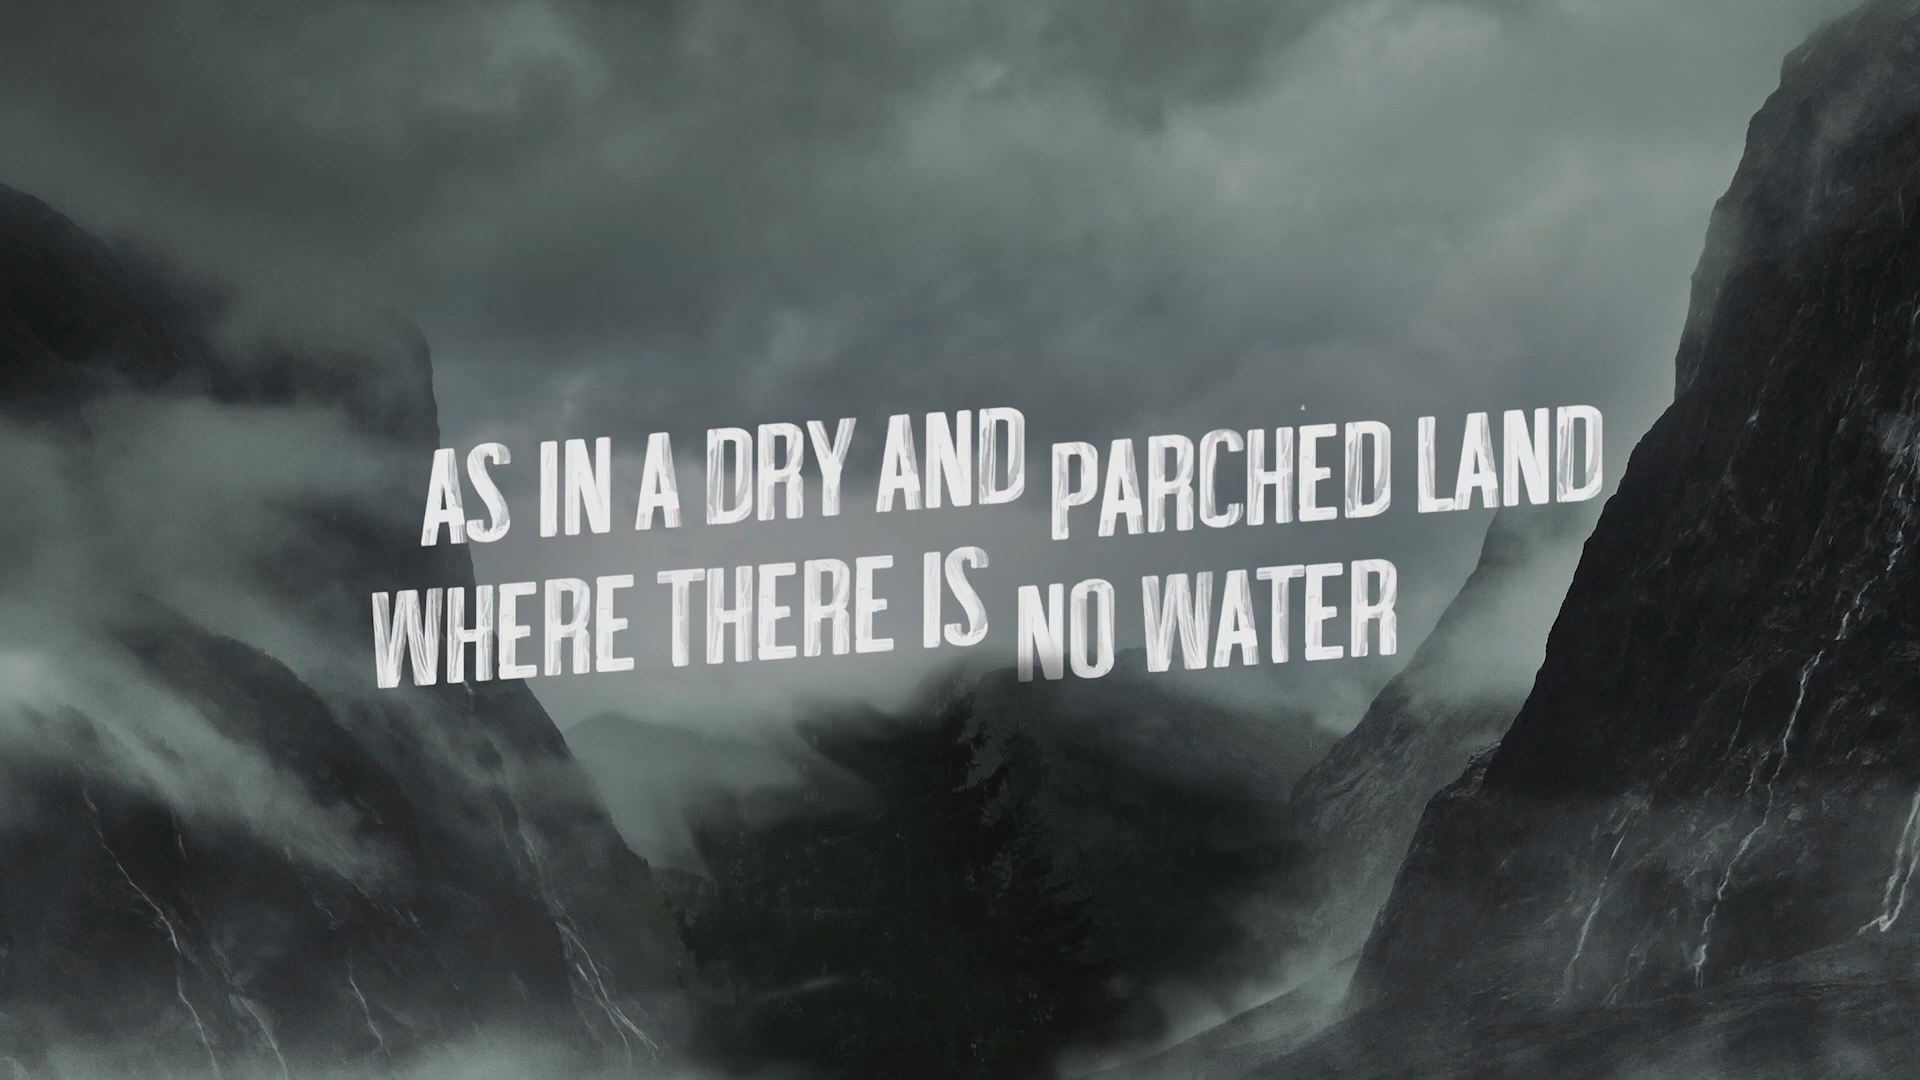 AS IN A DRY AND PARCHED LAND
WHERE THERE IS NO WATER